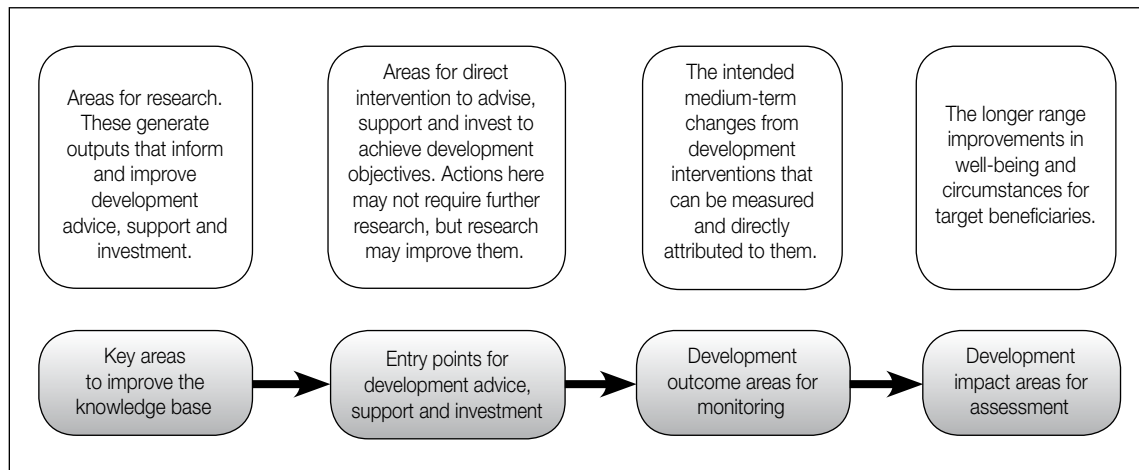 Areas for research.
These generate
outputs that inform
and improve
development
advice, support and
investment.
Areas for direct
intervention to advise,
support and invest to
achieve development
objectives. Actions here
may not require further
research, but research
may improve them.
The intended
medium-term
changes from
development
interventions that
can be measured
and directly
attributed to them.
The longer range
improvements in
well-being and
circumstances for
target beneficiaries.
Key areas
to improve the
knowledge base
Entry points for
development advice,
support and investment
Development
outcome areas for
monitoring
Development
impact areas for
assessment